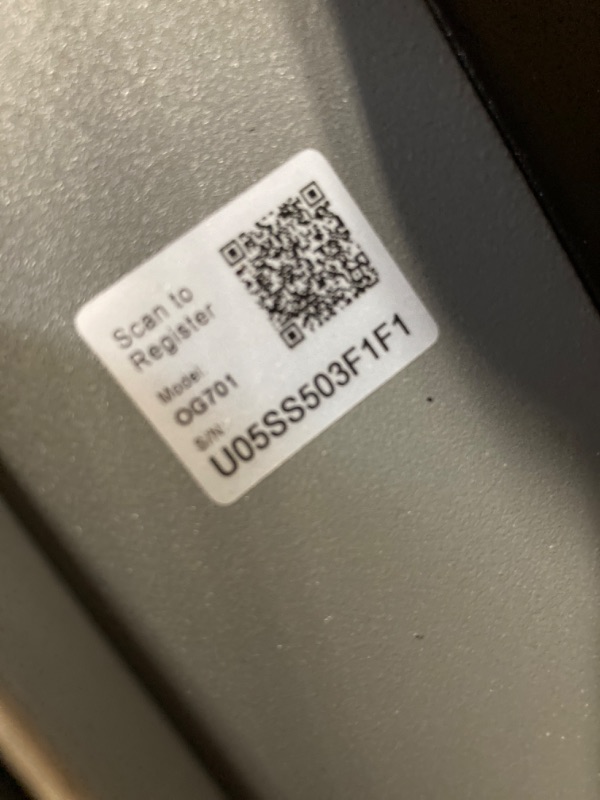 Scan to
Register
Model
OG701
S/N:
U05SS503F1F1